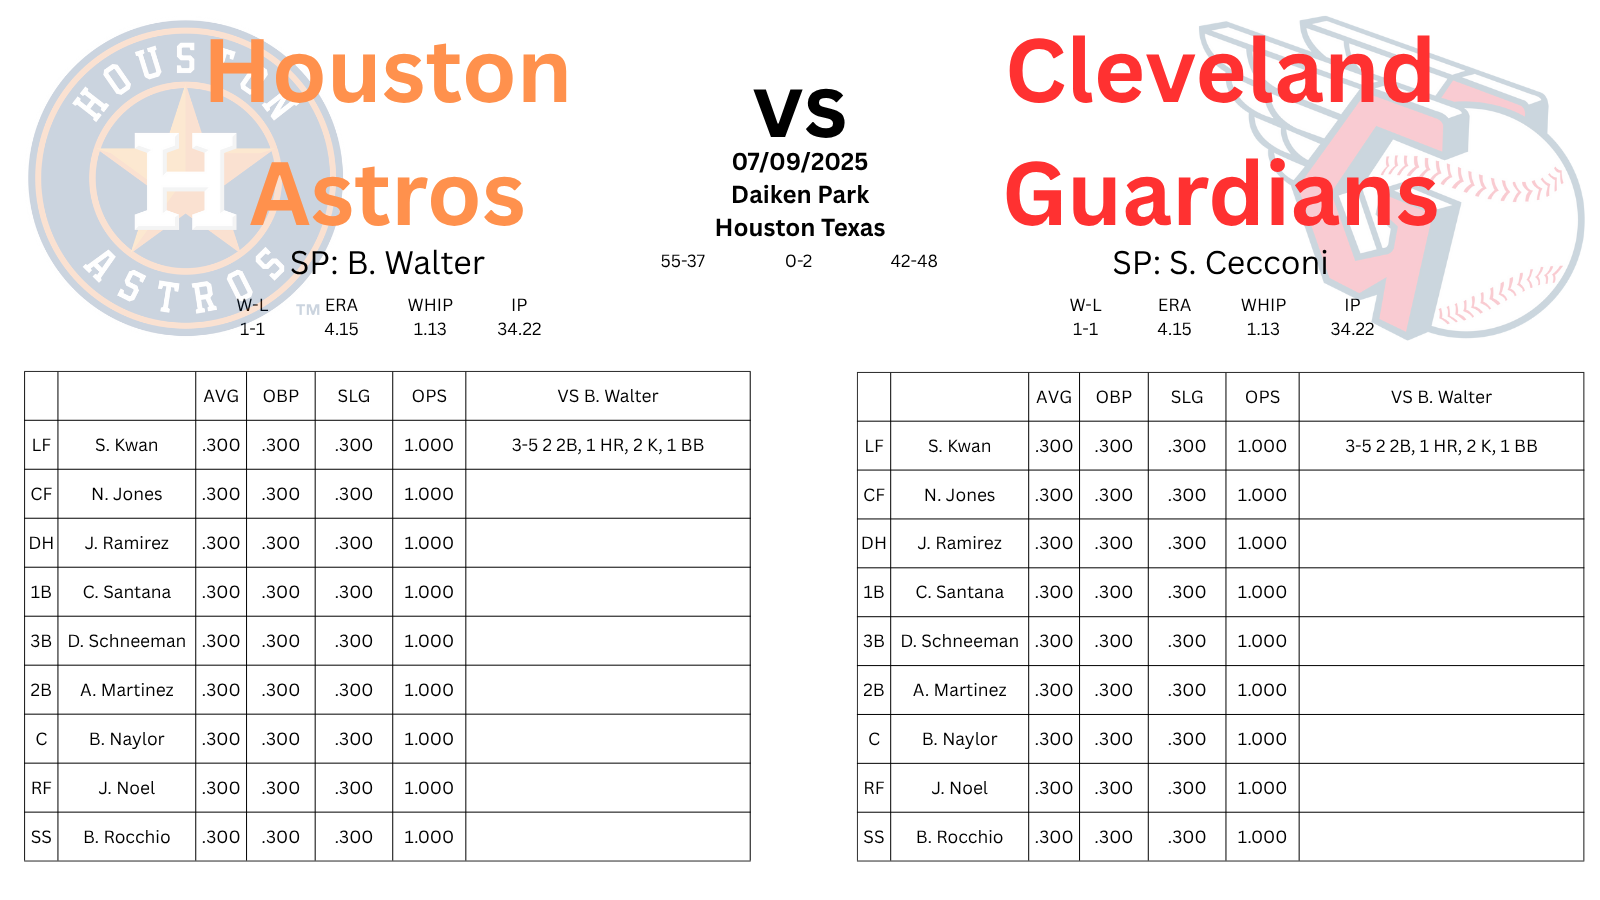 HOUSTON
ASTROS
H
TM
Houston
Astros
SP: B. Walter
W-L ERA WHIP IP
1-1 4.15 1.13 34.22
VS
07/09/2025
Daiken Park
Houston Texas
55-37 0-2 42-48
Cleveland
Guardians
SP: S. Cecconi
W-L ERA WHIP IP
1-1 4.15 1.13 34.22
G
AVG OBP SLG OPS VS B. Walter
LF S. Kwan .300 .300 .300 1.000 3-5 2 2B, 1 HR, 2 K, 1 BB
CF N. Jones .300 .300 .300 1.000
DH J. Ramirez .300 .300 .300 1.000
1B C. Santana .300 .300 .300 1.000
3B D. Schneeman .300 .300 .300 1.000
2B A. Martinez .300 .300 .300 1.000
C B. Naylor .300 .300 .300 1.000
RF J. Noel .300 .300 .300 1.000
SS B. Rocchio .300 .300 .300 1.000
AVG OBP SLG OPS VS B. Walter
LF S. Kwan .300 .300 .300 1.000 3-5 2 2B, 1 HR, 2 K, 1 BB
CF N. Jones .300 .300 .300 1.000
DH J. Ramirez .300 .300 .300 1.000
1B C. Santana .300 .300 .300 1.000
3B D. Schneeman .300 .300 .300 1.000
2B A. Martinez .300 .300 .300 1.000
C B. Naylor .300 .300 .300 1.000
RF J. Noel .300 .300 .300 1.000
SS B. Rocchio .300 .300 .300 1.000